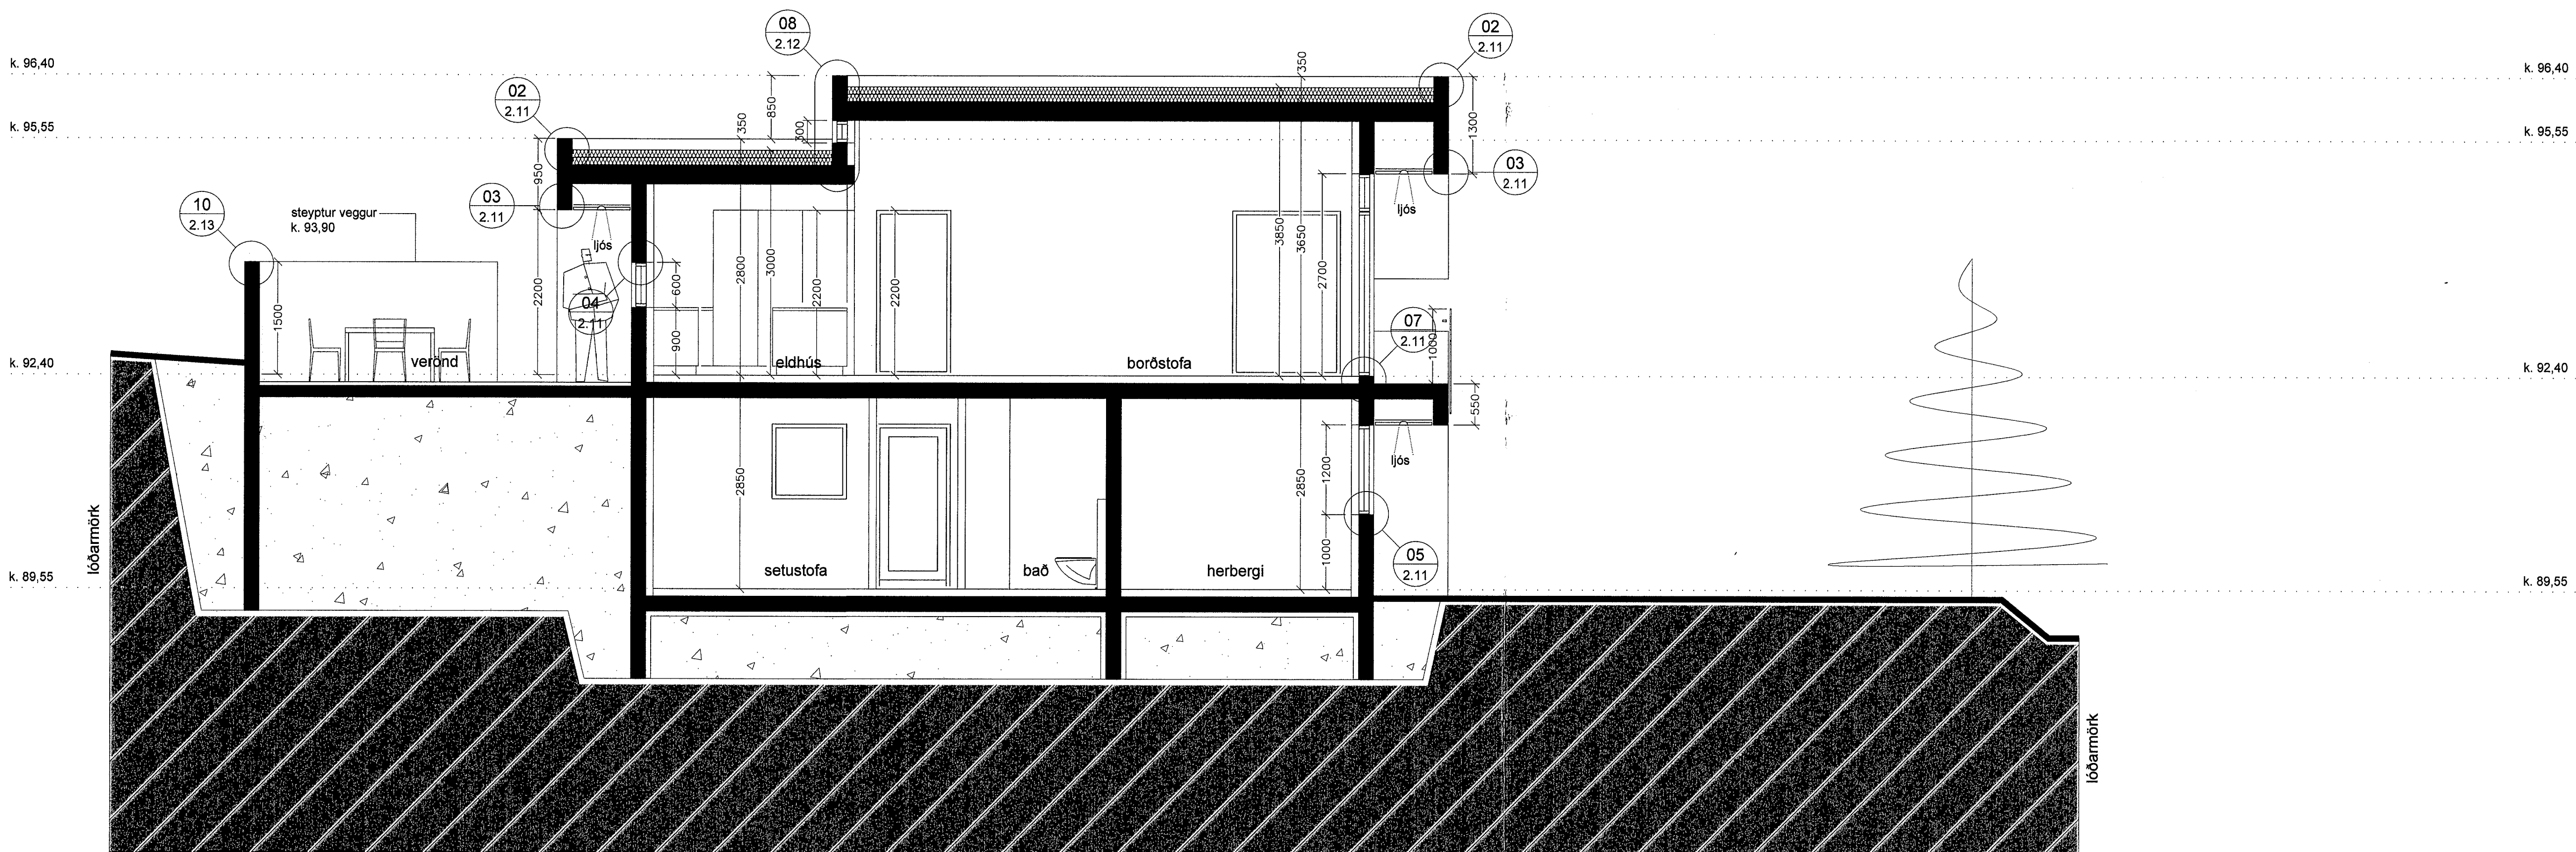 08
2.12
02
2.11
k. 96,40
k. 96,40
350
02
2.11
850
350
300
1300
k. 95,55
k. 95,55
950
03
2.11
03
2.11
10
2.13
steyptur veggur
k. 93,90
ljós
ljós
1500
2200
04
2.11
600
900
2800
3000
2200
2200
3850
3650
2700
07
2.11
1000
k. 92,40
verönd
eldhús
borðstofa
k. 92,40
550
ljós
2850
2850
1200
1000
05
2.11
lóðarmörk
setustofa
bað
herbergi
k. 89,55
k. 89,55
lóðarmörk